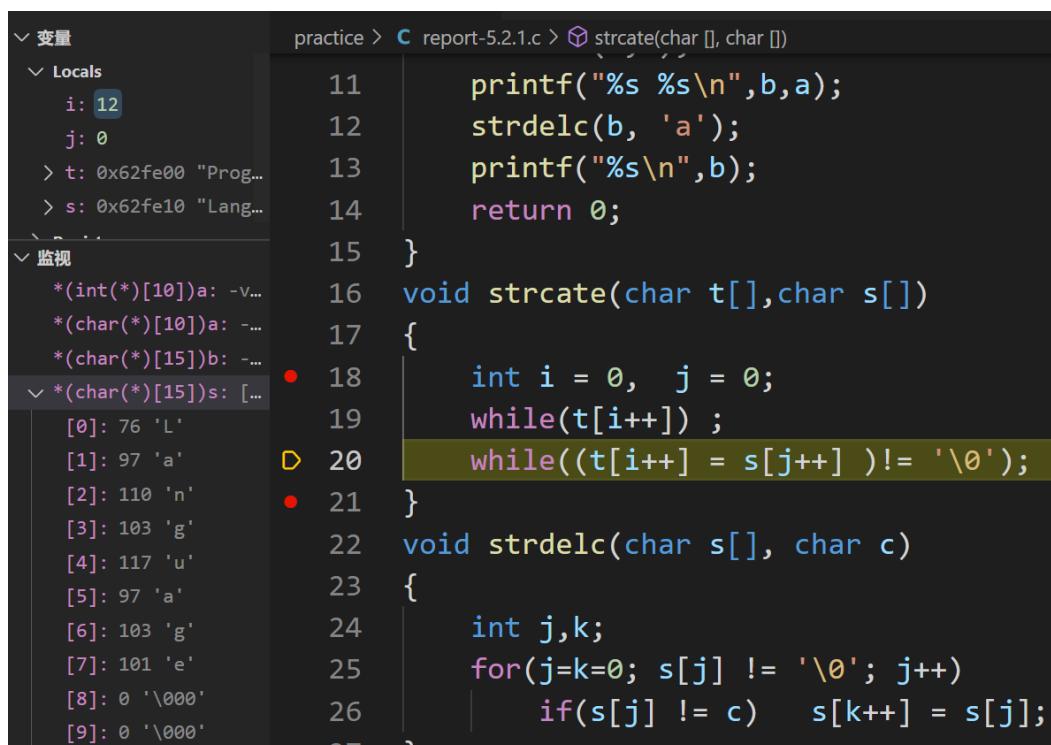 变量
Locals
i: 12
j: 0
t: 0x62fe00 "Prog…
s: 0x62fe10 "Lang…
监视
*(int(*)[10])a: -v…
*(char(*)[10])a: -…
*(char(*)[15])b: -…
*(char(*)[15])s: […
[0]: 76 'L'
[1]: 97 'a'
[2]: 110 'n'
[3]: 103 'g'
[4]: 117 'u'
[5]: 97 'a'
[6]: 103 'g'
[7]: 101 'e'
[8]: 0 '\000'
[9]: 0 '\000'
practice > C report-5.2.1.c > strcate(char [], char [])
11 printf("%s %s\n",b,a);
12 strdelc(b, 'a');
13 printf("%s\n",b);
14 return 0;
15 }
16 void strcate(char t[],char s[])
17 {
18 int i = 0, j = 0;
19 while(t[i++]) ;
20 while((t[i++] = s[j++] )!= '\0');
21 }
22 void strdelc(char s[], char c)
23 {
24 int j,k;
25 for(j=k=0; s[j] != '\0'; j++)
26 if(s[j] != c) s[k++] = s[j];